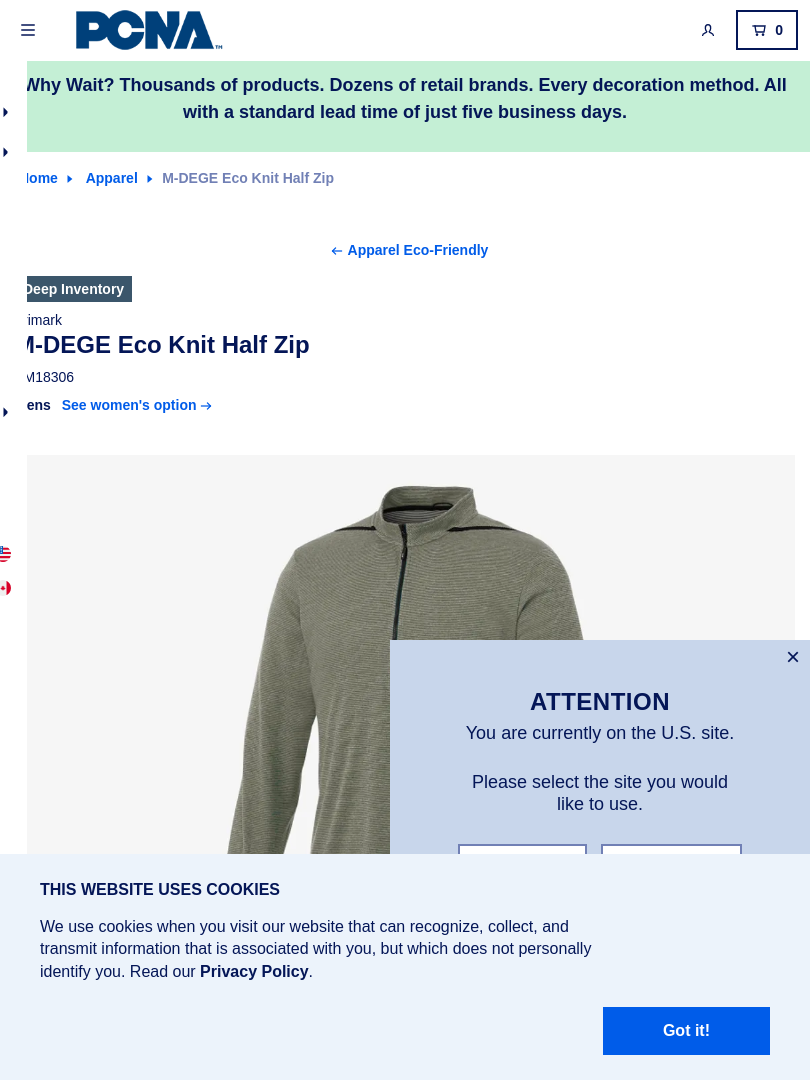 PCNA™
0
Why Wait? Thousands of products. Dozens of retail brands. Every decoration method. All
with a standard lead time of just five business days.
Apparel
M-DEGE Eco Knit Half Zip
Apparel Eco-Friendly
Deep Inventory
M-DEGE Eco Knit Half Zip
M18306
See women's option
ATTENTION
You are currently on the U.S. site.
Please select the site you would
like to use.
THIS WEBSITE USES COOKIES
We use cookies when you visit our website that can recognize, collect, and
transmit information that is associated with you, but which does not personally
identify you. Read our Privacy Policy.
Got it!